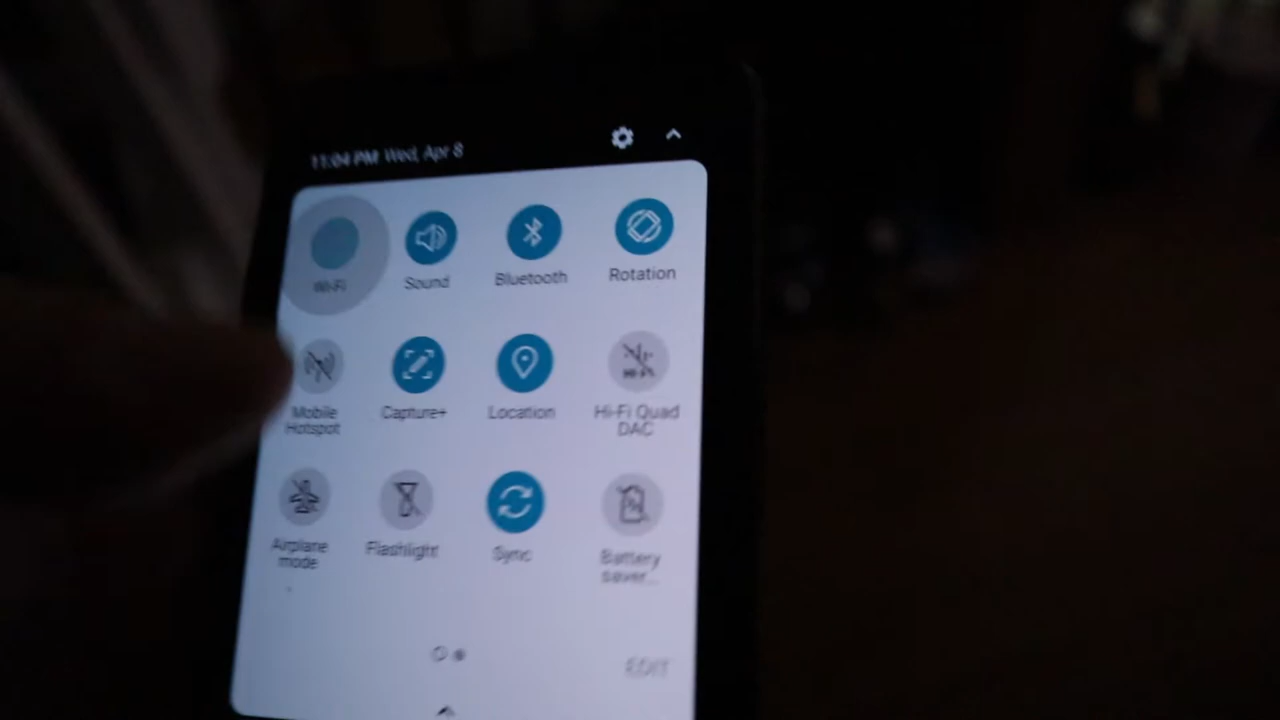 11:04 PM Wed, Apr 8
Wi-Fi
Sound
Bluetooth
Rotation
Mobile
Hotspot
Capture+
Location
Hi-Fi Quad
DAC
Airplane
mode
Flashlight
Sync
Battery
saver...
EDIT